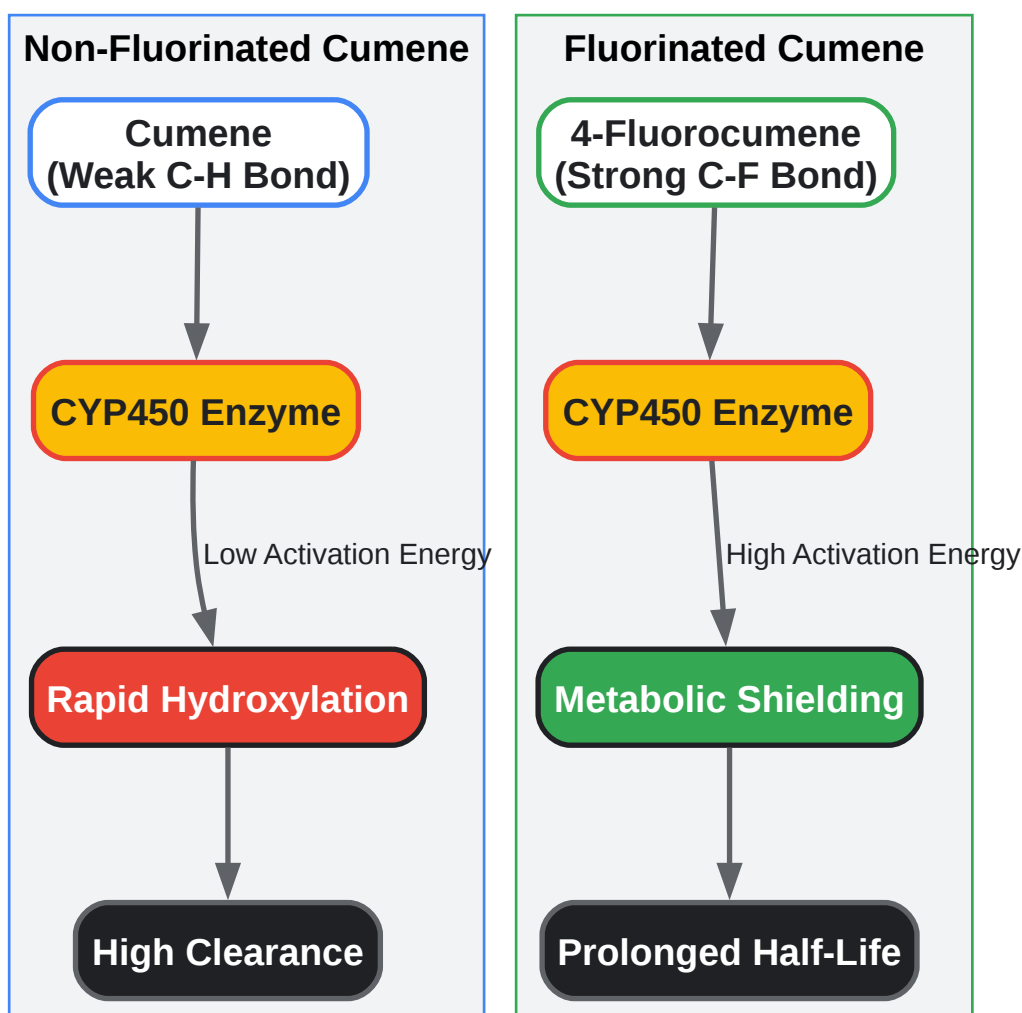 Non-Fluorinated Cumene
Cumene
(Weak C-H Bond)
CYP450 Enzyme
Low Activation Energy
Rapid Hydroxylation
High Clearance
Fluorinated Cumene
4-Fluorocumene
(Strong C-F Bond)
CYP450 Enzyme
High Activation Energy
Metabolic Shielding
Prolonged Half-Life